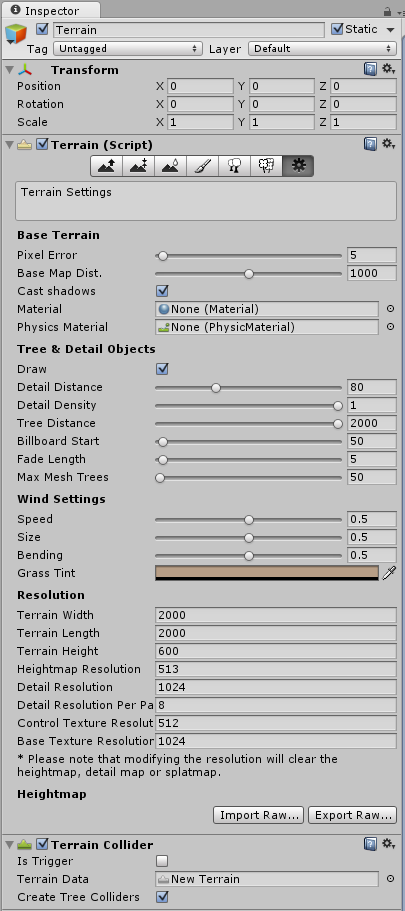 Inspector
Terrain Static
Tag Untagged Layer Default
Transform
Position X 0 Y 0 Z 0
Rotation X 0 Y 0 Z 0
Scale X 1 Y 1 Z 1
Terrain (Script)
Terrain Settings
Base Terrain
Pixel Error 5
Base Map Dist. 1000
Cast shadows
Material None (Material)
Physics Material None (PhysicMaterial)
Tree & Detail Objects
Draw
Detail Distance 80
Detail Density 1
Tree Distance 2000
Billboard Start 50
Fade Length 5
Max Mesh Trees 50
Wind Settings
Speed 0.5
Size 0.5
Bending 0.5
Grass Tint
Resolution
Terrain Width 2000
Terrain Length 2000
Terrain Height 600
Heightmap Resolution 513
Detail Resolution 1024
Detail Resolution Per Pa 8
Control Texture Resolut 512
Base Texture Resolution 1024
* Please note that modifying the resolution will clear the
heightmap, detail map or splatmap.
Heightmap
Import Raw... Export Raw...
Terrain Collider
Is Trigger
Terrain Data New Terrain
Create Tree Colliders